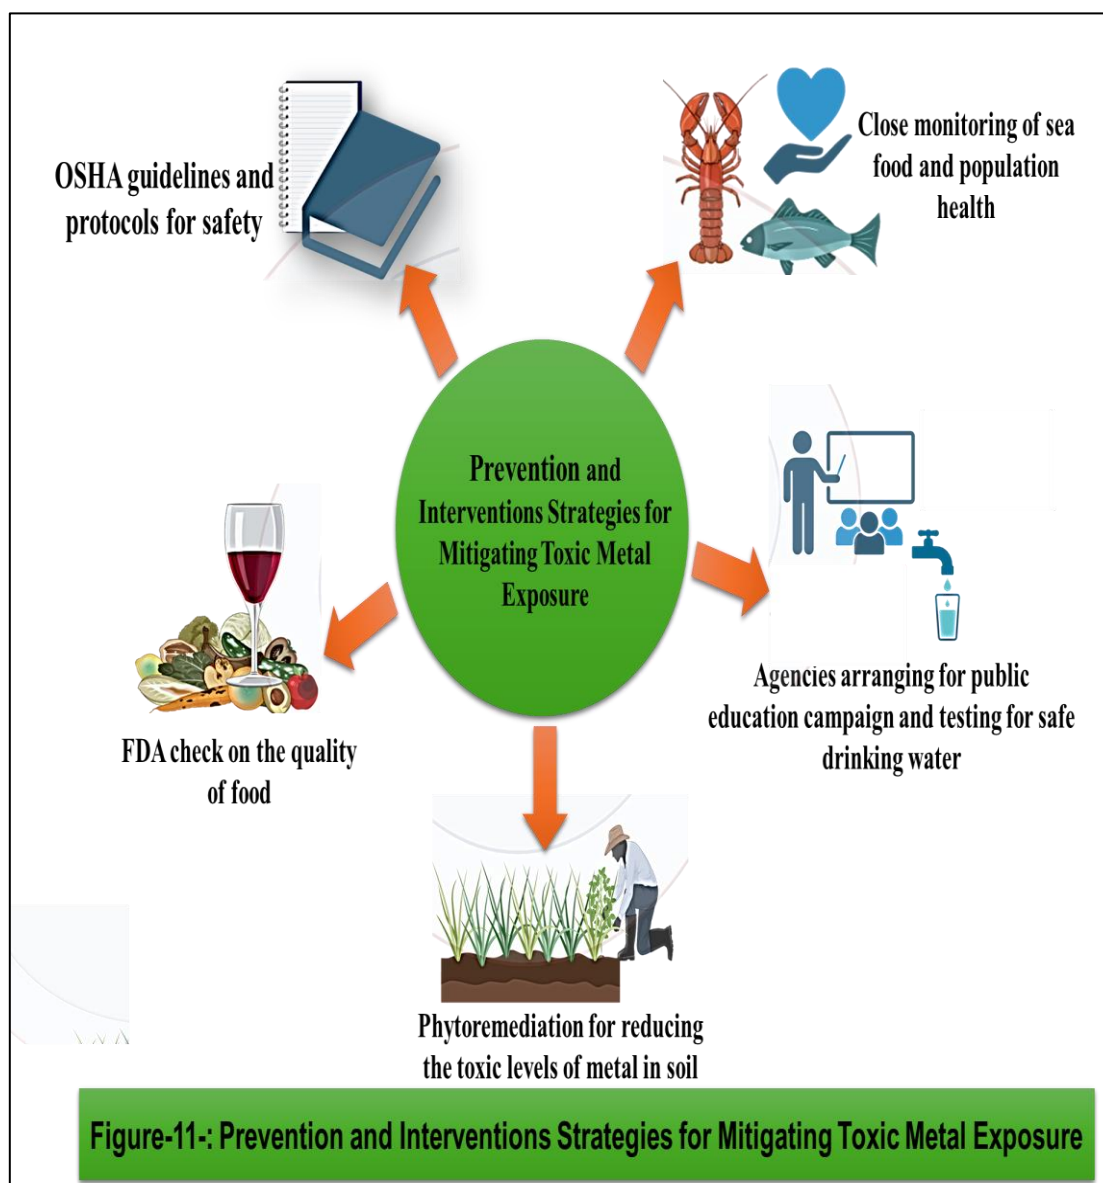 OSHA guidelines and
protocols for safety
Close monitoring of sea
food and population
health
Prevention and
Interventions Strategies for
Mitigating Toxic Metal
Exposure
Agencies arranging for public
education campaign and testing for safe
drinking water
FDA check on the quality
of food
Phytoremediation for reducing
the toxic levels of metal in soil
Figure-11-: Prevention and Interventions Strategies for Mitigating Toxic Metal Exposure